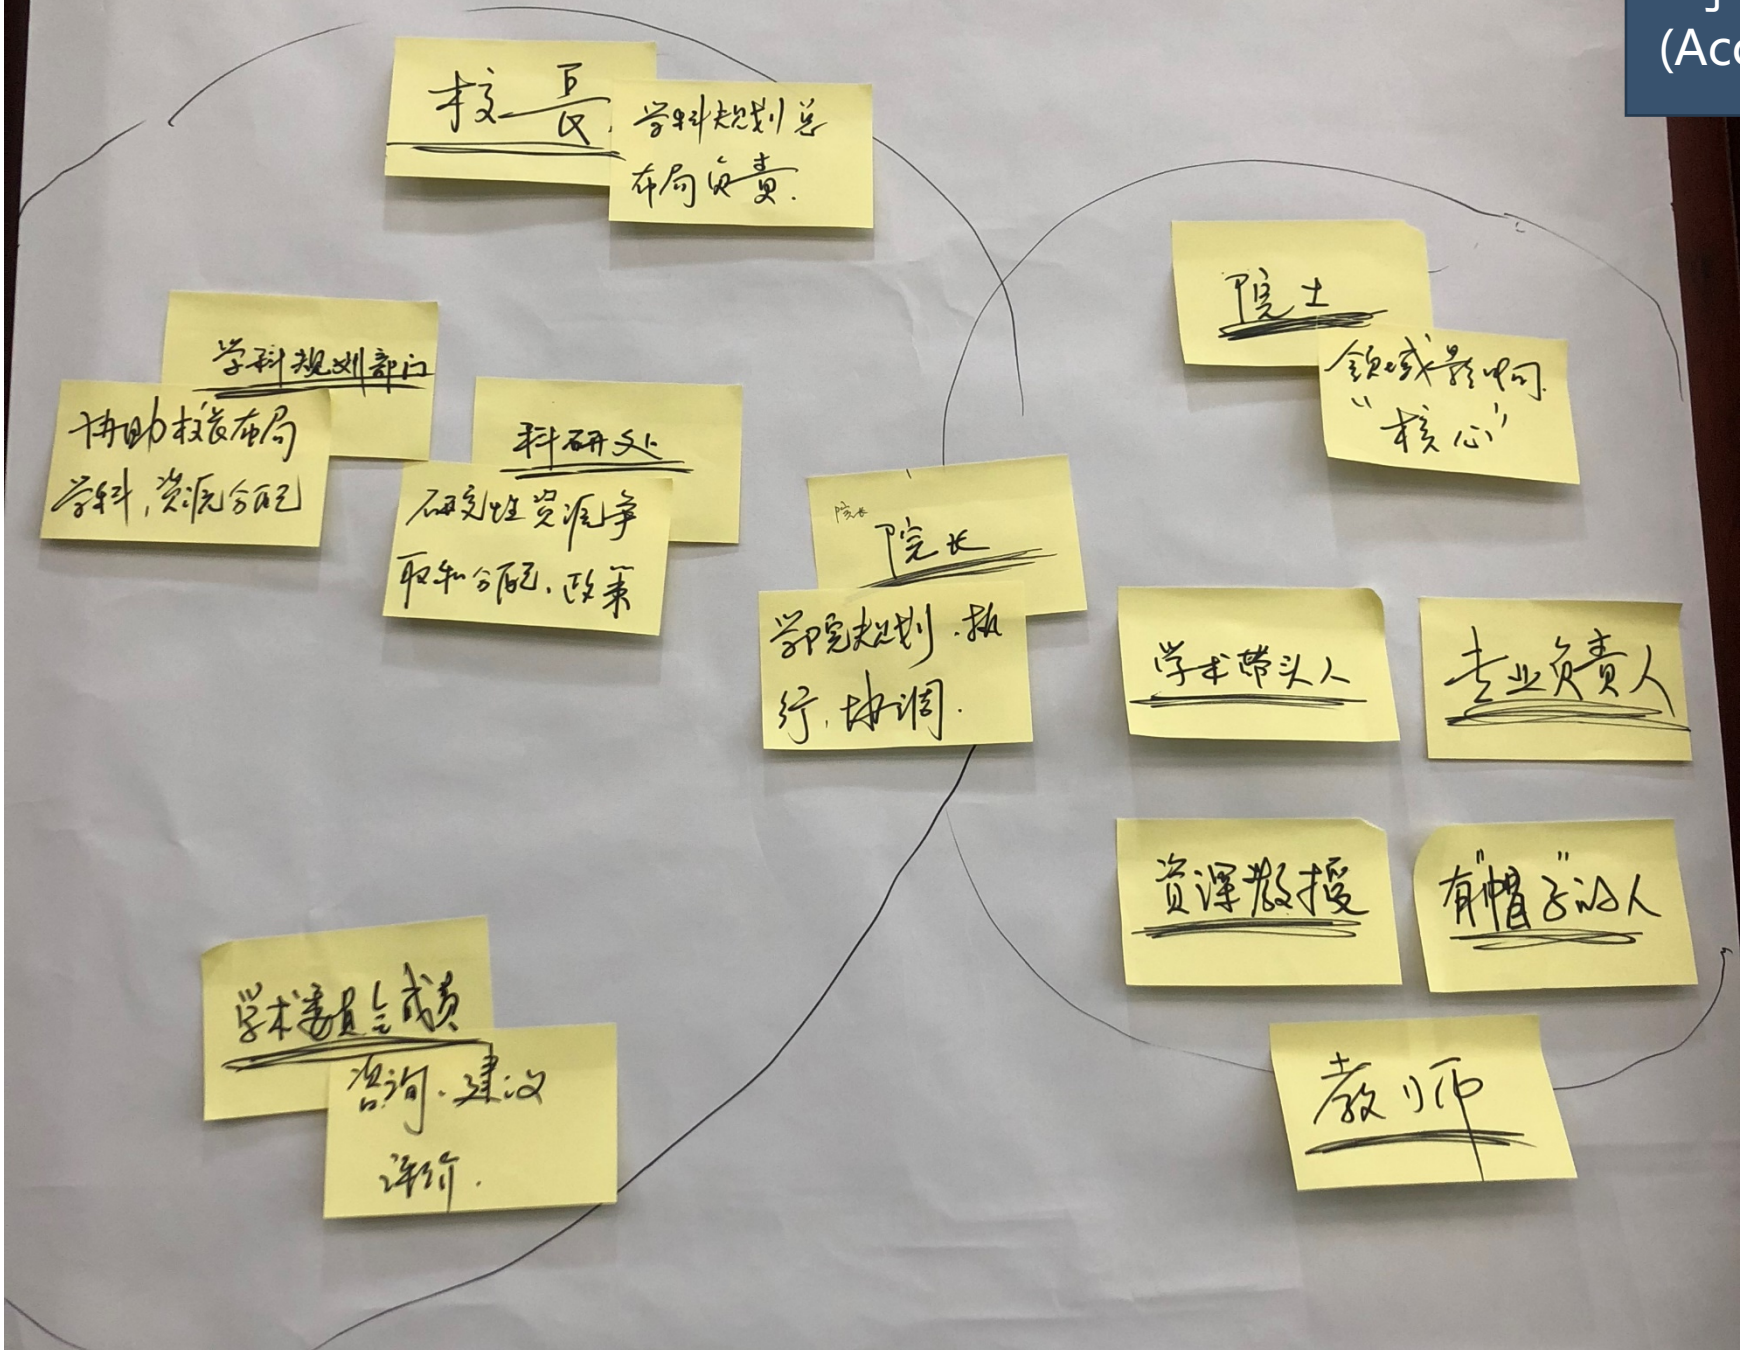 (Acc
校长
学科规划总
布局负责.
学科规划部门
协助校长布局
学科,资源分配
科研处
研究性资源争
取和分配、政策
院长
院长
学院规划、执
行、协调.
院士
领域影响
“核心”
学术带头人
专业负责人
资深教授
有“帽子”的人
教师
学术委员会成员
咨询、建议
评价.